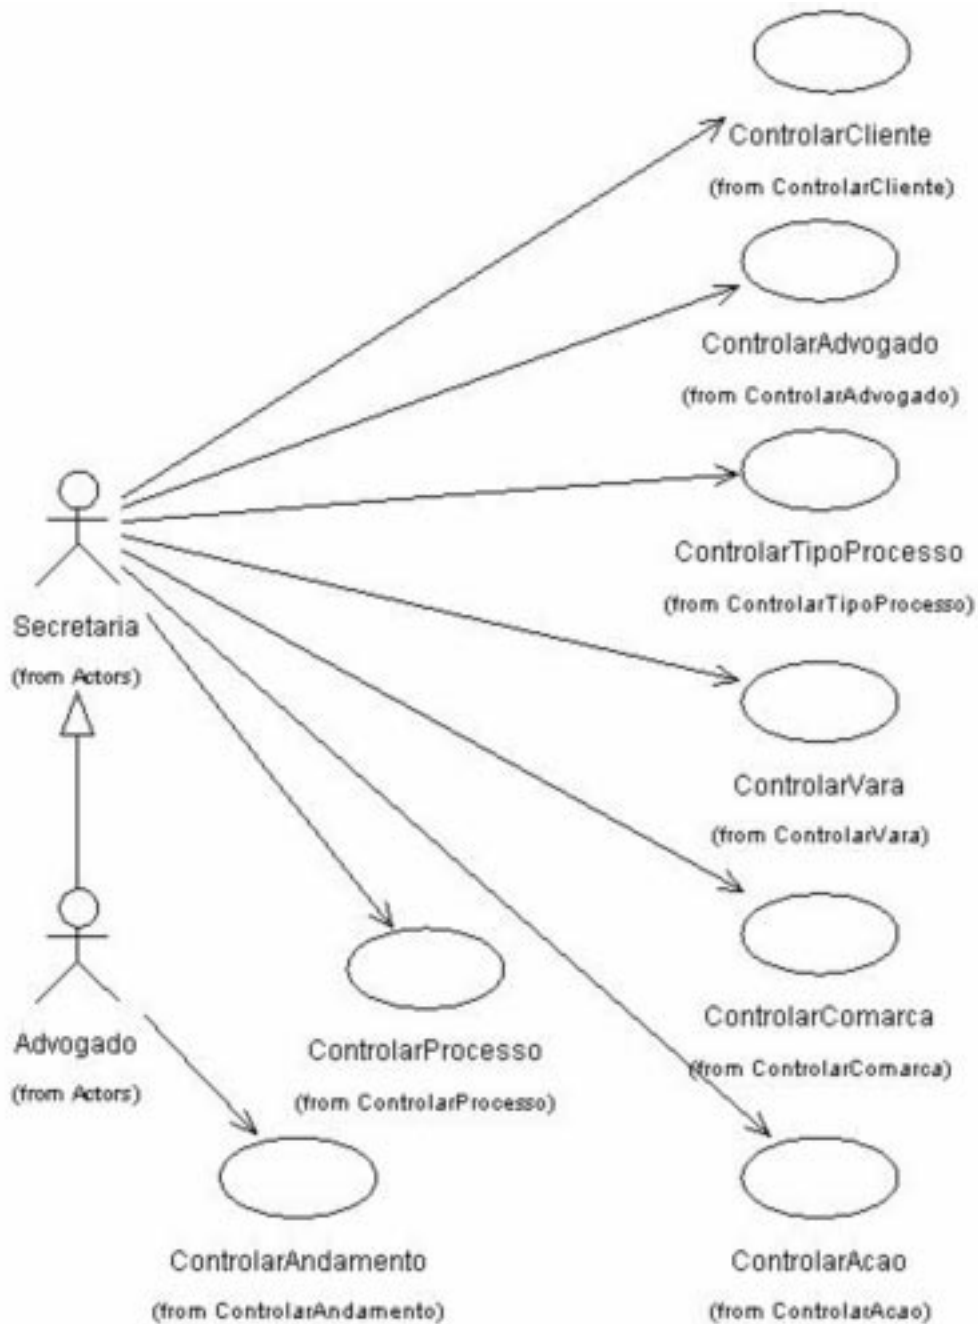 ControlarCliente
(from ControlarCliente)
ControlarAdvogado
(from ControlarAdvogado)
ControlarTipoProcesso
(from ControlarTipoProcesso)
Secretaria
(from Actors)
ControlarVara
(from ControlarVara)
ControlarComarca
(from ControlarComarca)
Advogado
(from Actors)
ControlarProcesso
(from ControlarProcesso)
ControlarAndamento
(from ControlarAndamento)
ControlarAcao
(from ControlarAcao)